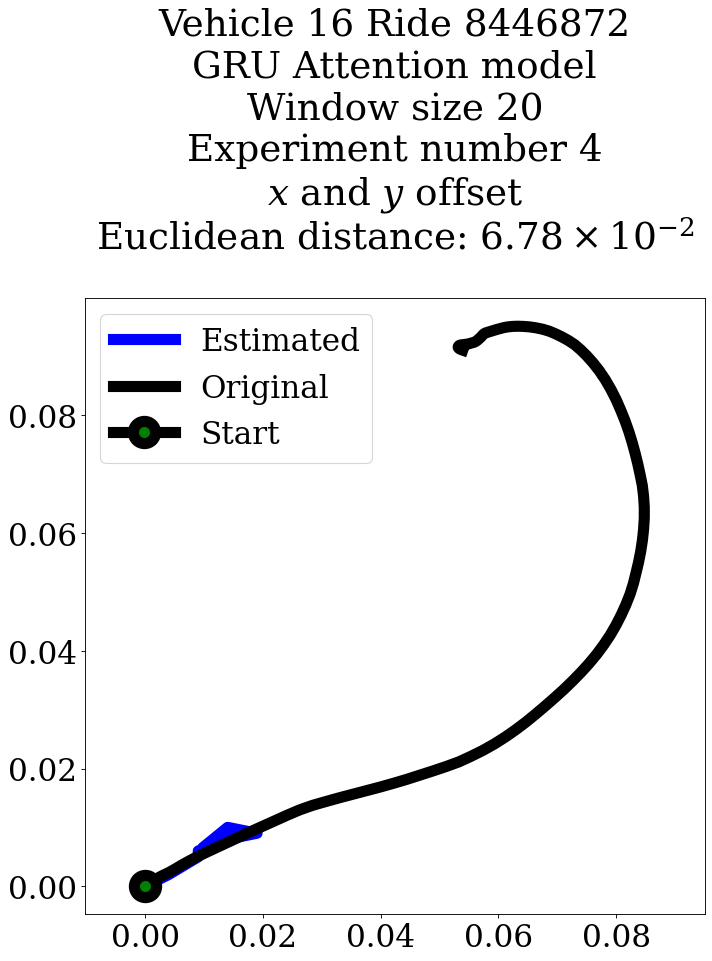 Vehicle 16 Ride 8446872
GRU Attention model
Window size 20
Experiment number 4
x and y offset
Euclidean distance: 6.78 × 10⁻²
Estimated
Original
Start
0.08
0.06
0.04
0.02
0.00
0.00 0.02 0.04 0.06 0.08